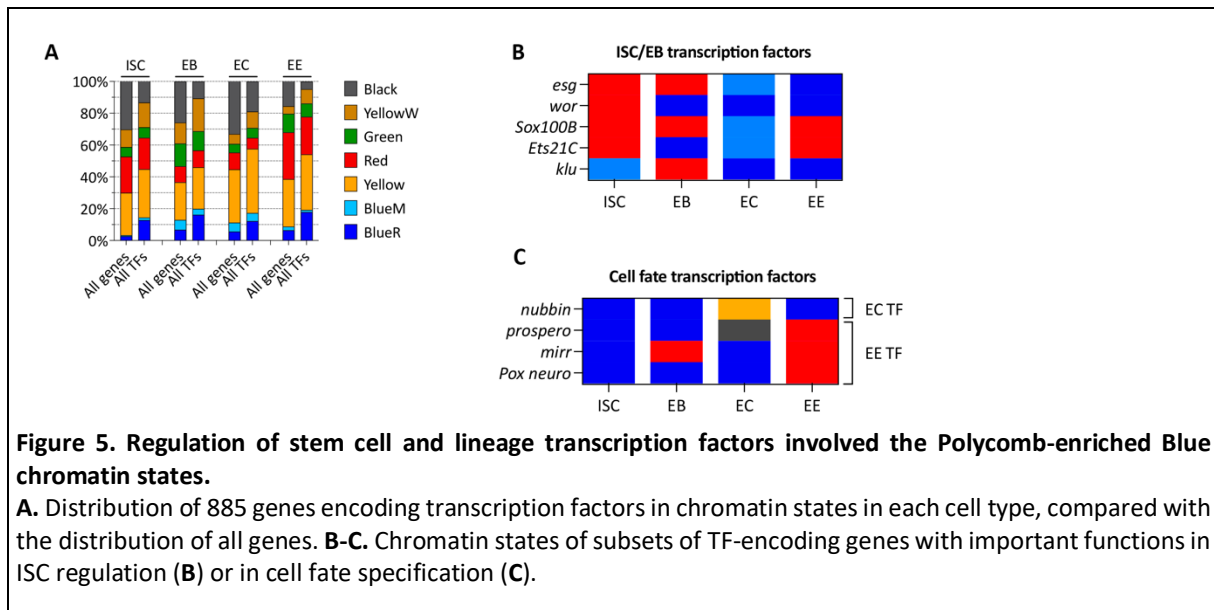 A
ISC EB EC EE
100%
80%
60%
40%
20%
0%
All genes All TFs All genes All TFs All genes All TFs All genes All TFs
Black
YellowW
Green
Red
Yellow
BlueM
BlueR
B
ISC/EB transcription factors
esg
wor
Sox100B
Ets21C
klu
ISC EB EC EE
C
Cell fate transcription factors
nubbin
prospero
mirr
Pox neuro
EC TF
EE TF
ISC EB EC EE
Figure 5. Regulation of stem cell and lineage transcription factors involved the Polycomb-enriched Blue
chromatin states.
A. Distribution of 885 genes encoding transcription factors in chromatin states in each cell type, compared with
the distribution of all genes. B-C. Chromatin states of subsets of TF-encoding genes with important functions in
ISC regulation (B) or in cell fate specification (C).